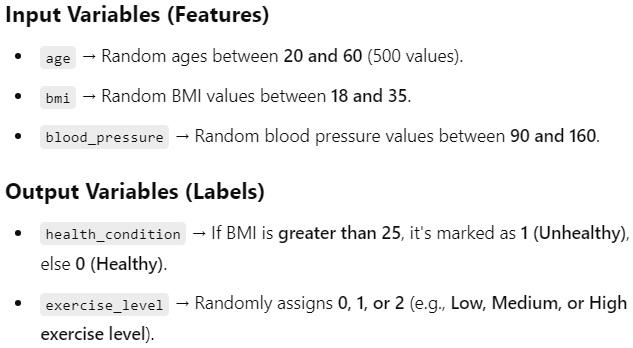 Input Variables (Features)
• age → Random ages between 20 and 60 (500 values).
• bmi → Random BMI values between 18 and 35.
• blood_pressure → Random blood pressure values between 90 and 160.
Output Variables (Labels)
• health_condition → If BMI is greater than 25, it's marked as 1 (Unhealthy),
else 0 (Healthy).
• exercise_level → Randomly assigns 0, 1, or 2 (e.g., Low, Medium, or High
exercise level).